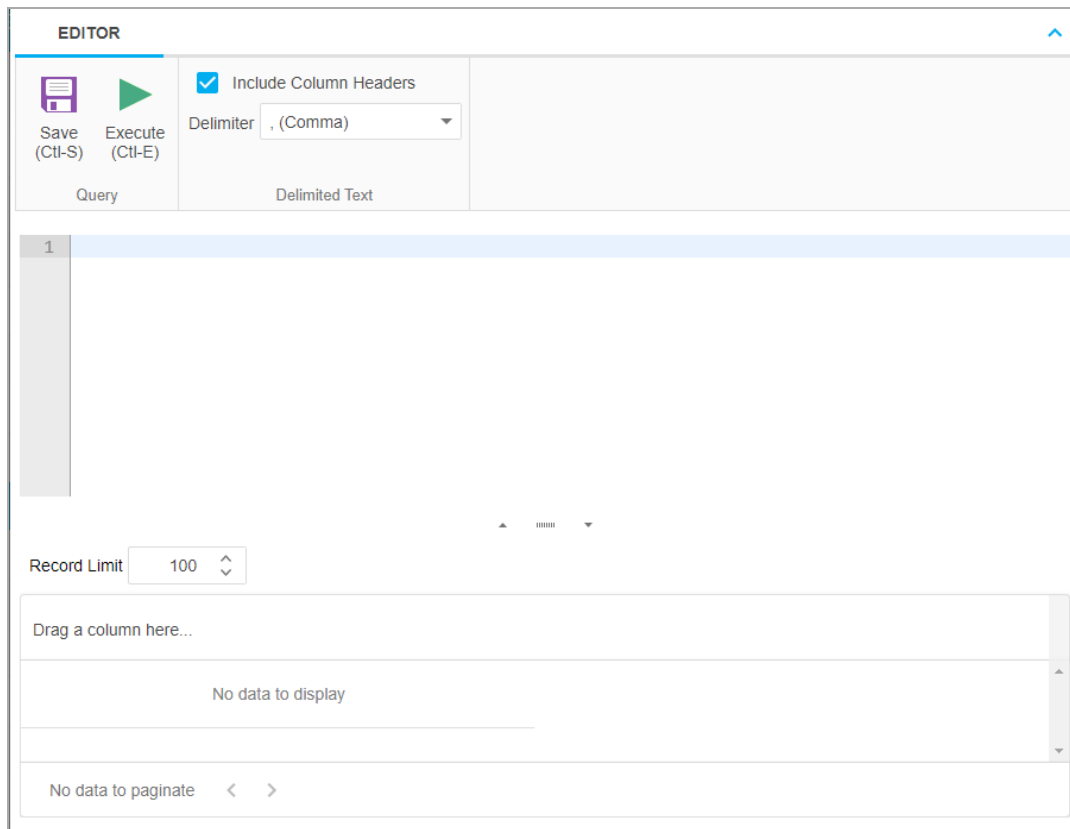 EDITOR
Include Column Headers
Save
(Ctl-S)
Execute
(Ctl-E)
Delimiter , (Comma)
Query
Delimited Text
1
Record Limit 100
Drag a column here...
No data to display
No data to paginate